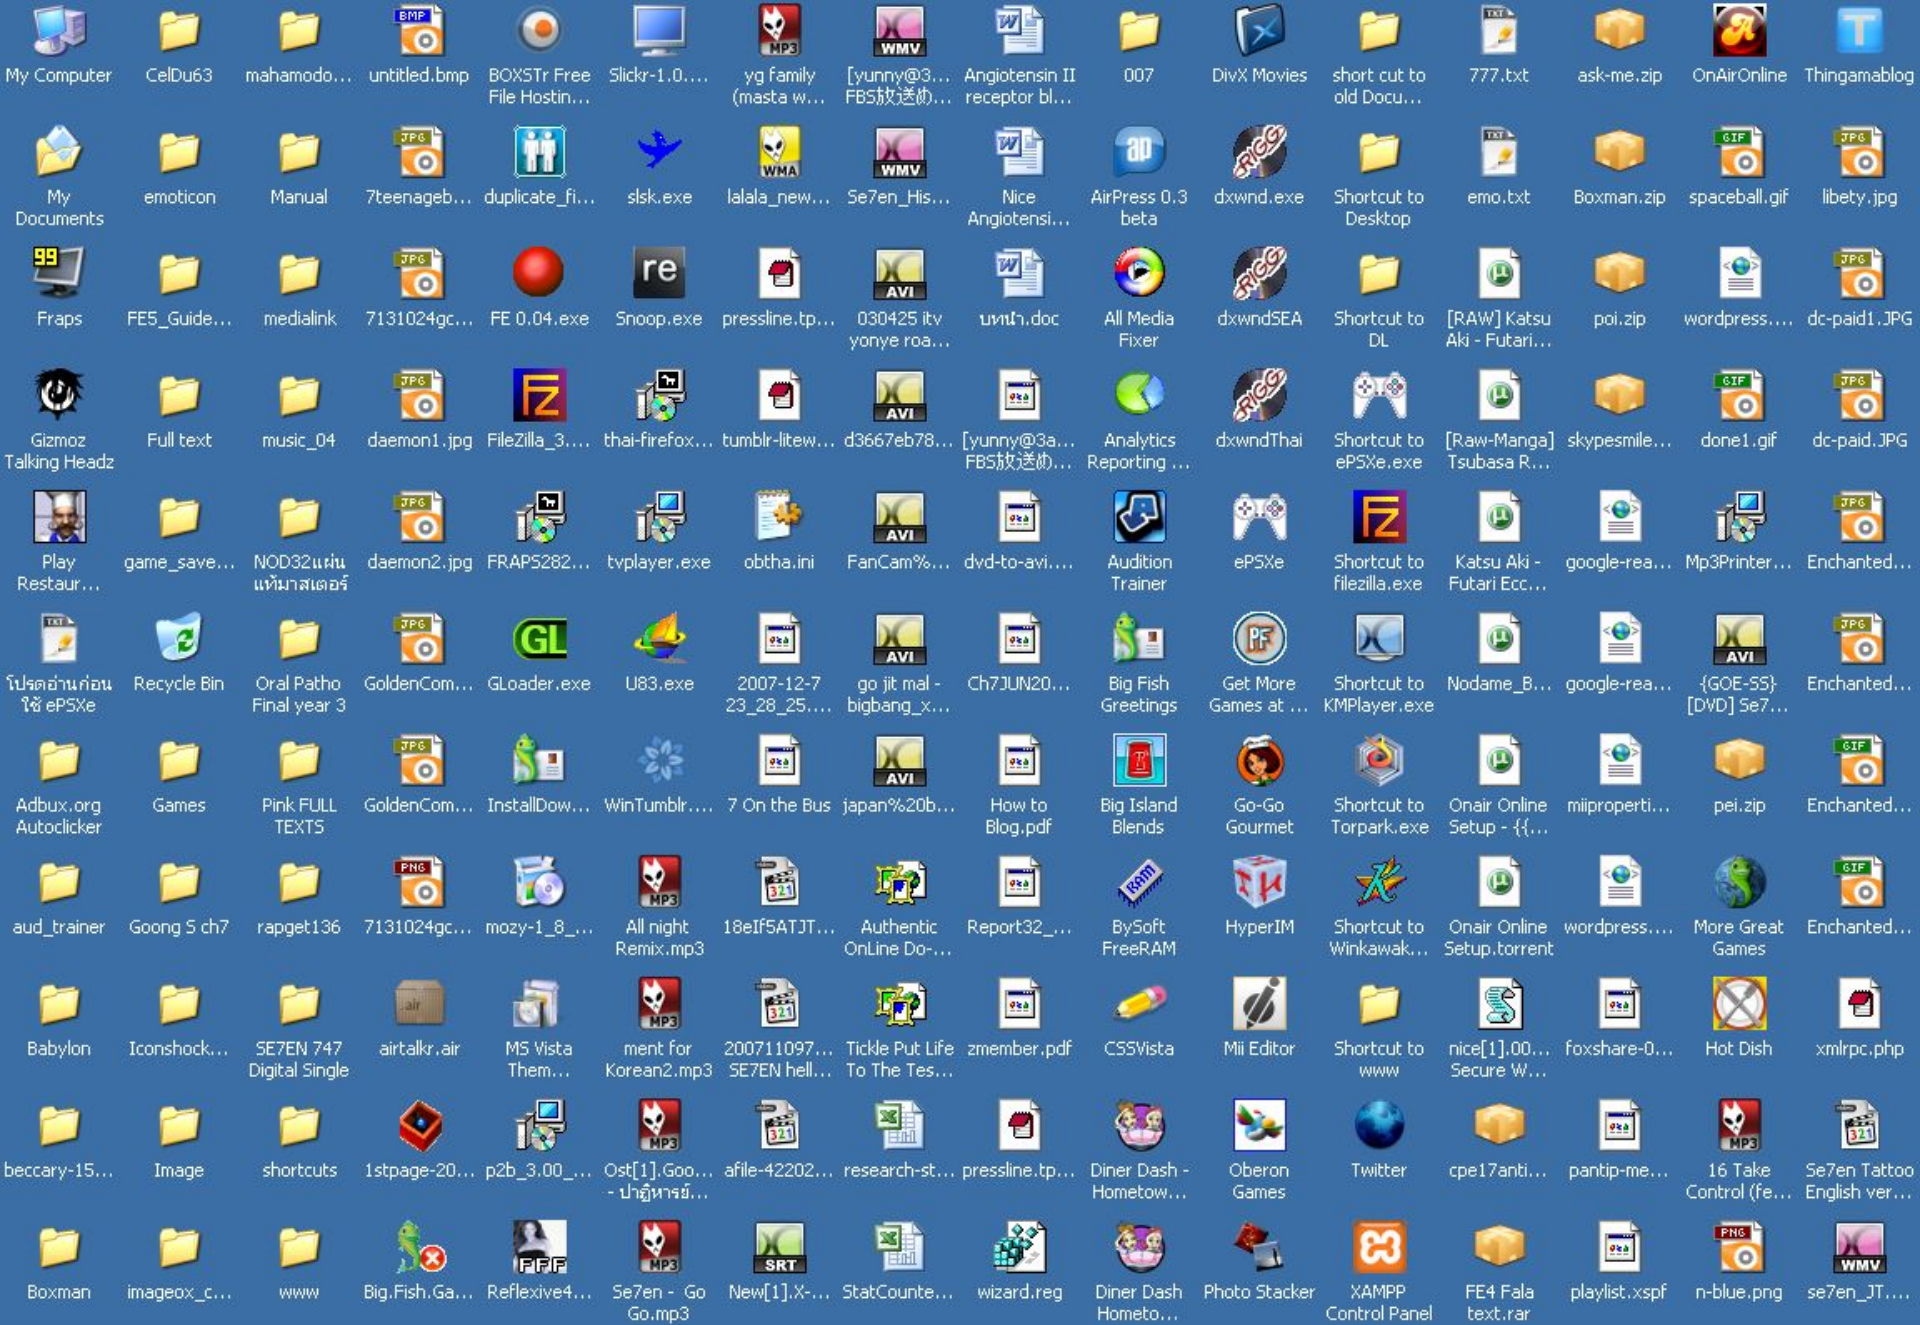 My Computer
CelDu63
mahamodo...
untitled.bmp
BOXSTr Free
File Hostin...
Slickr-1.0....
yg family
(masta w...
[yunny@3...
FBS放送め...
Angiotensin II
receptor bl...
007
DivX Movies
short cut to
old Docu...
777.txt
ask-me.zip
OnAirOnline
Thingamablog
My
Documents
emoticon
Manual
7teenageb...
duplicate_fi...
slsk.exe
lalala_new...
Se7en_His...
Nice
Angiotensi...
AirPress 0.3
beta
dxwnd.exe
Shortcut to
Desktop
emo.txt
Boxman.zip
spaceball.gif
libety.jpg
Fraps
FE5_Guide...
medialink
7131024gc...
FE 0.04.exe
Snoop.exe
pressline.tp...
030425 itv
yonye roa...
บทนำ.doc
All Media
Fixer
dxwndSEA
Shortcut to
DL
[RAW] Katsu
Aki - Futari...
poi.zip
wordpress....
dc-paid1.JPG
Gizmoz
Talking Headz
Full text
music_04
daemon1.jpg
FileZilla_3....
thai-firefox...
tumblr-litew...
d3667eb78...
[yunny@3a...
FBS放送め...
Analytics
Reporting ...
dxwndThai
Shortcut to
ePSXe.exe
[Raw-Manga]
Tsubasa R...
skypesmile...
done1.gif
dc-paid.JPG
Play
Restaur...
game_save...
NOD32แผ่น
แท้มาสเตอร์
daemon2.jpg
FRAPS282...
tvplayer.exe
obtha.ini
FanCam%...
dvd-to-avi....
Audition
Trainer
ePSXe
Shortcut to
filezilla.exe
Katsu Aki -
Futari Ecc...
google-rea...
Mp3Printer...
Enchanted...
โปรดอ่านก่อน
ใช้ ePSXe
Recycle Bin
Oral Patho
Final year 3
GoldenCom...
GLoader.exe
U83.exe
2007-12-7
23_28_25....
go jit mal -
bigbang_x...
Ch7JUN20...
Big Fish
Greetings
Get More
Games at ...
Shortcut to
KMPlayer.exe
Nodame_B...
google-rea...
{GOE-SS}
[DVD] Se7...
Enchanted...
Adbux.org
Autoclicker
Games
Pink FULL
TEXTS
GoldenCom...
InstallDow...
WinTumblr....
7 On the Bus
japan%20b...
How to
Blog.pdf
Big Island
Blends
Go-Go
Gourmet
Shortcut to
Torpark.exe
Onair Online
Setup - {{...
miiproperti...
pei.zip
Enchanted...
aud_trainer
Goong S ch7
rapget136
7131024gc...
mozy-1_8_...
All night
Remix.mp3
18eIf5ATJT...
Authentic
OnLine Do-...
Report32_...
BySoft
FreeRAM
HyperIM
Shortcut to
Winkawak...
Onair Online
Setup.torrent
wordpress....
More Great
Games
Enchanted...
Babylon
Iconshock...
SE7EN 747
Digital Single
airtalkr.air
MS Vista
Them...
ment for
Korean2.mp3
200711097...
SE7EN hell...
Tickle Put Life
To The Tes...
zmember.pdf
CSSVista
Mii Editor
Shortcut to
www
nice[1].00...
Secure W...
foxshare-0...
Hot Dish
xmlrpc.php
beccary-15...
Image
shortcuts
1stpage-20...
p2b_3.00_...
Ost[1].Goo...
- ปาฏิหารย์...
afile-42202...
research-st...
pressline.tp...
Diner Dash -
Hometow...
Oberon
Games
Twitter
cpe17anti...
pantip-me...
16 Take
Control (fe...
Se7en Tattoo
English ver...
Boxman
imageox_c...
www
Big.Fish.Ga...
Reflexive4...
Se7en - Go
Go.mp3
New[1].X-...
StatCounte...
wizard.reg
Diner Dash
Hometo...
Photo Stacker
XAMPP
Control Panel
FE4 Fala
text.rar
playlist.xspf
n-blue.png
se7en_JT....